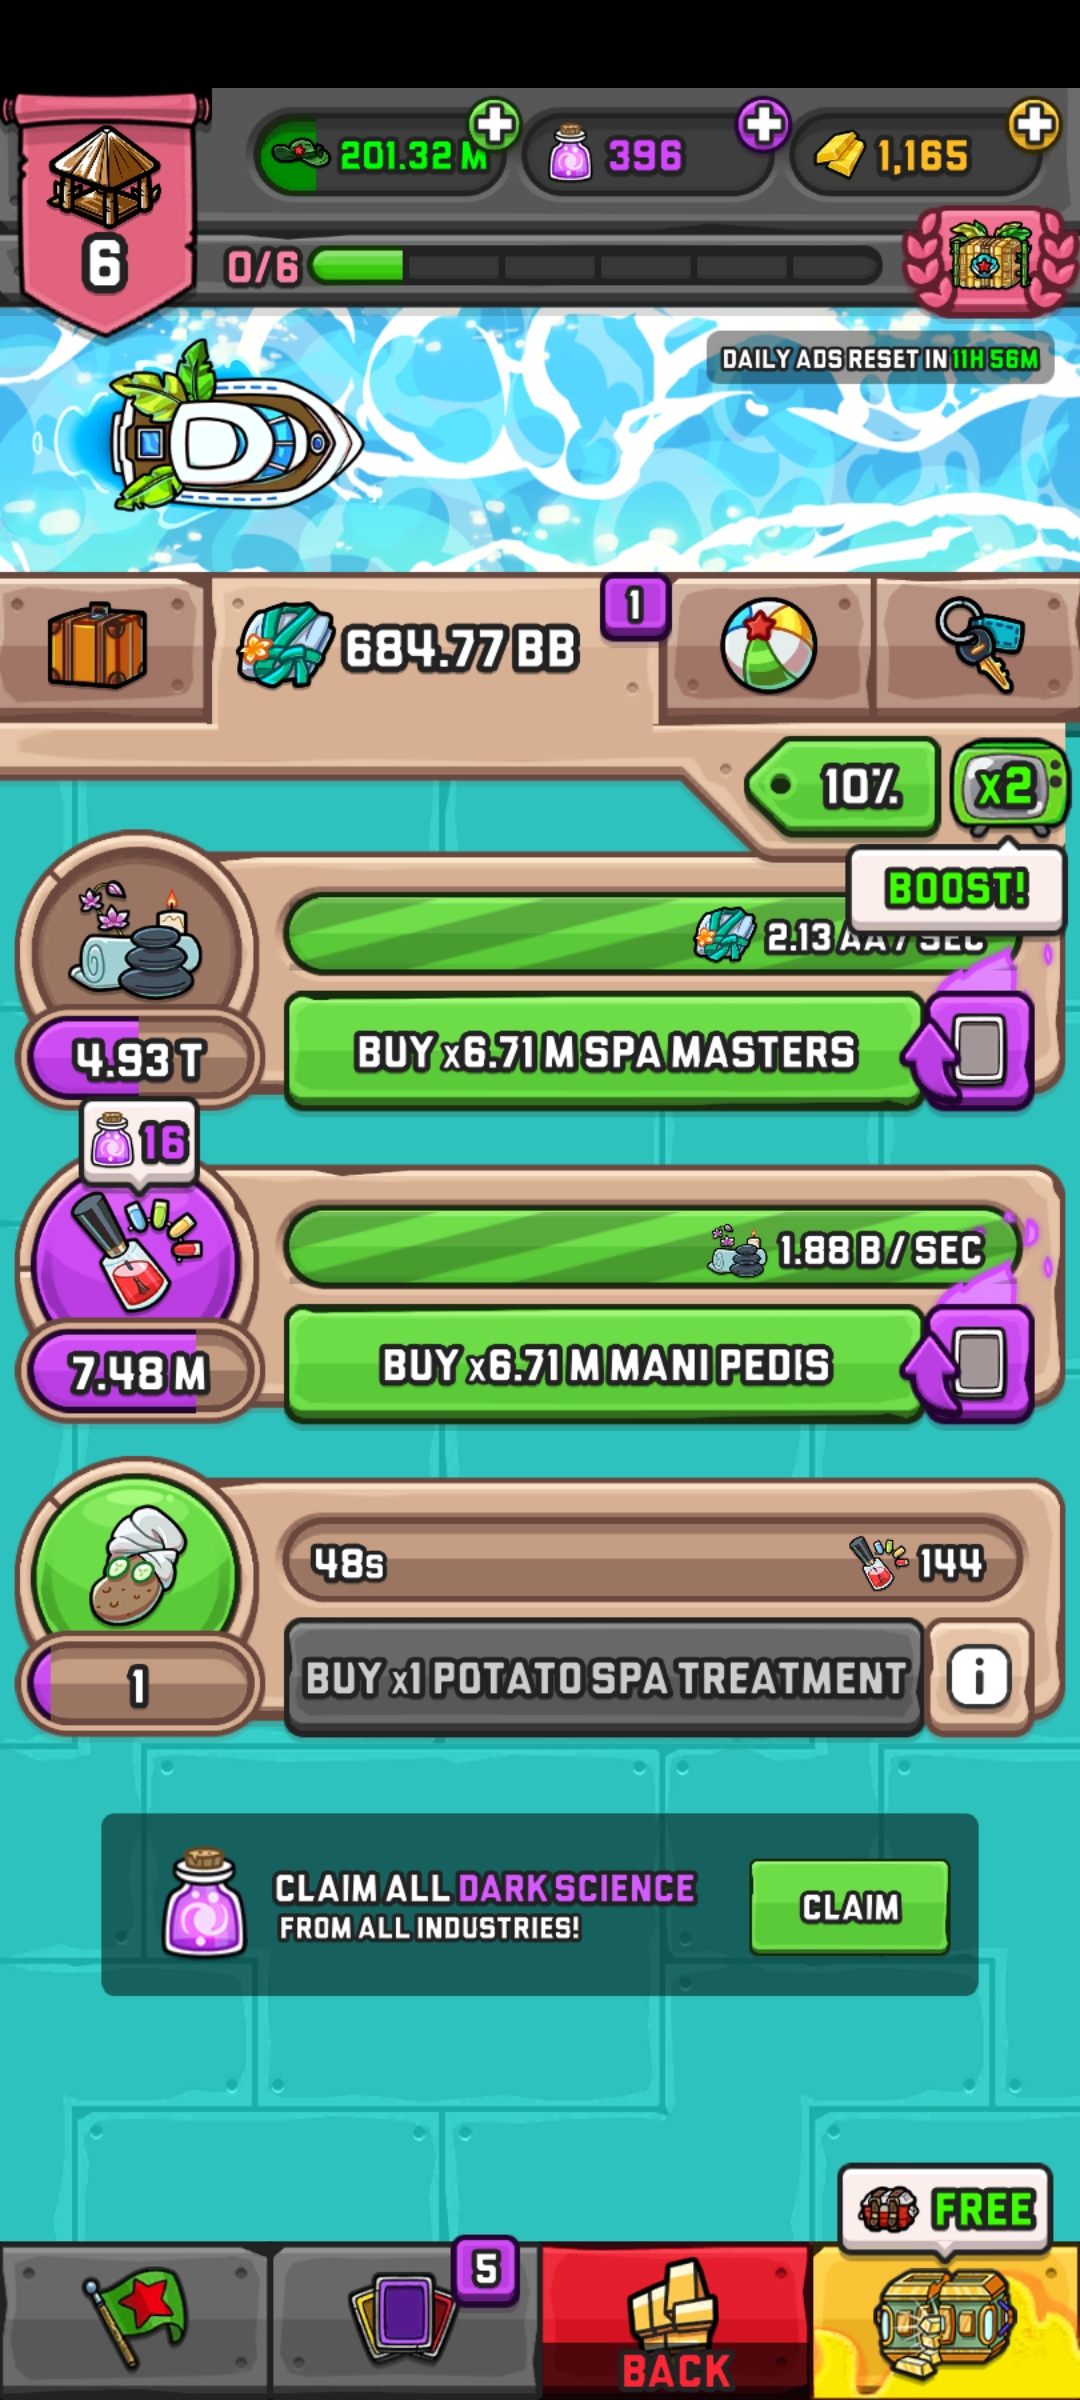 201.32 M
396
1,165
6
0/6
DAILY ADS RESET IN 11H 56M
684.77 BB
1
10%
x2
BOOST!
2.13 AA / SEC
4.93 T
BUY x6.71 M SPA MASTERS
16
1.88 B / SEC
7.48 M
BUY x6.71 M MANI PEDIS
48s
144
1
BUY x1 POTATO SPA TREATMENT
i
CLAIM ALL DARK SCIENCE
FROM ALL INDUSTRIES!
CLAIM
FREE
5
BACK